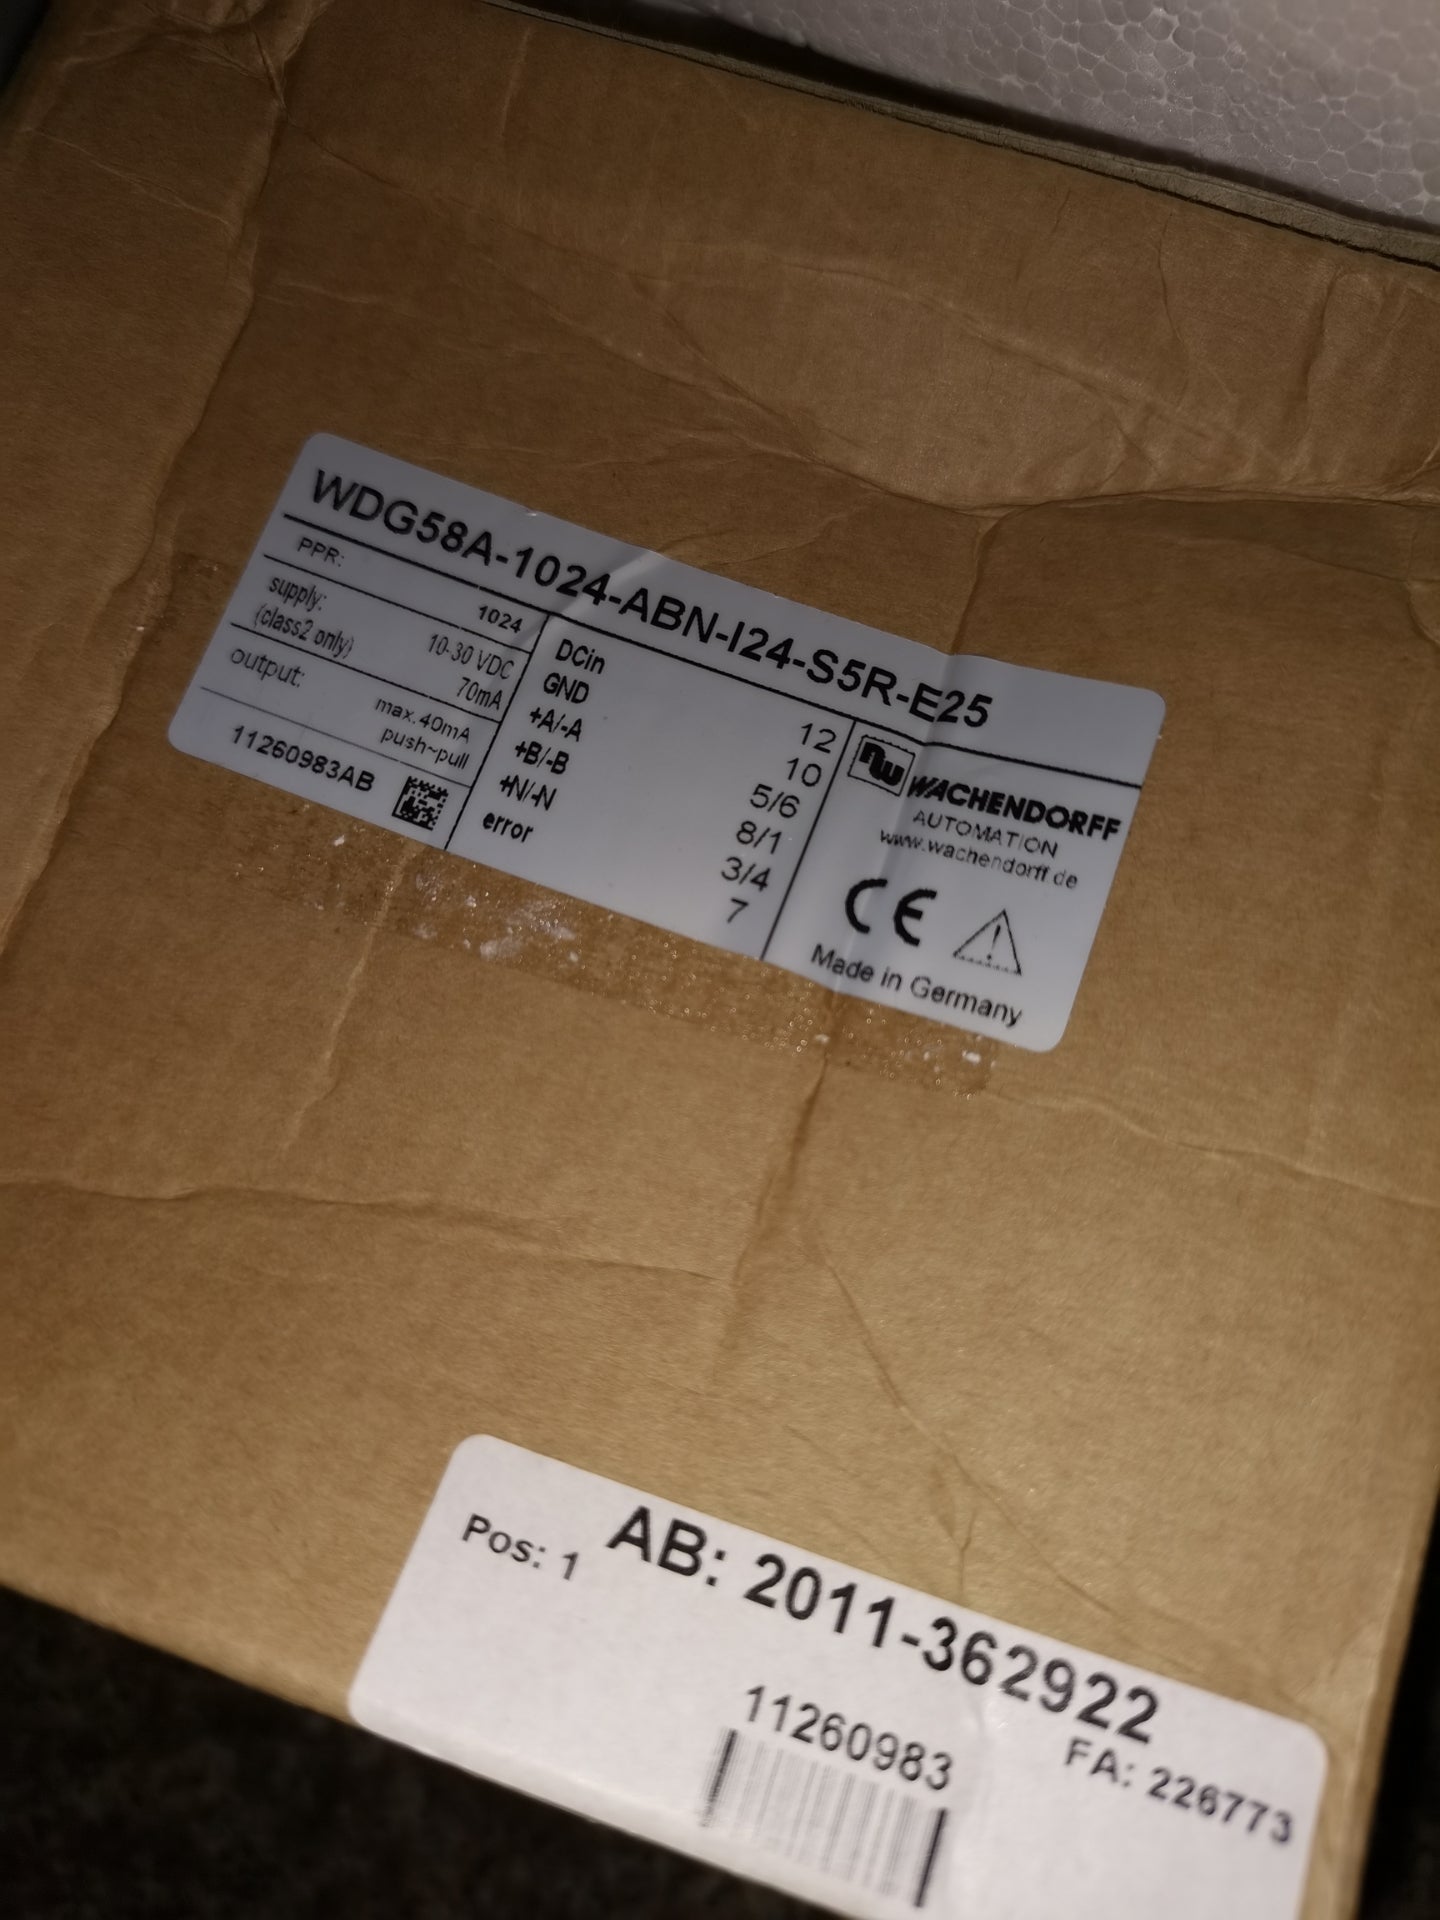 WDG58A-1024-ABN-I24-S5R-E25
PPR: 1024
supply: 10-30 VDC
(class2 only) 70mA
output: max. 40mA
push~pull
11260983AB
DCin 12
GND 10
+A/-A 5/6
+B/-B 8/1
+N/-N 3/4
error 7
WACHENDORFF
AUTOMATION
www.wachendorff.de
CE
Made in Germany
Pos: 1 AB: 2011-362922
11260983 FA: 226773